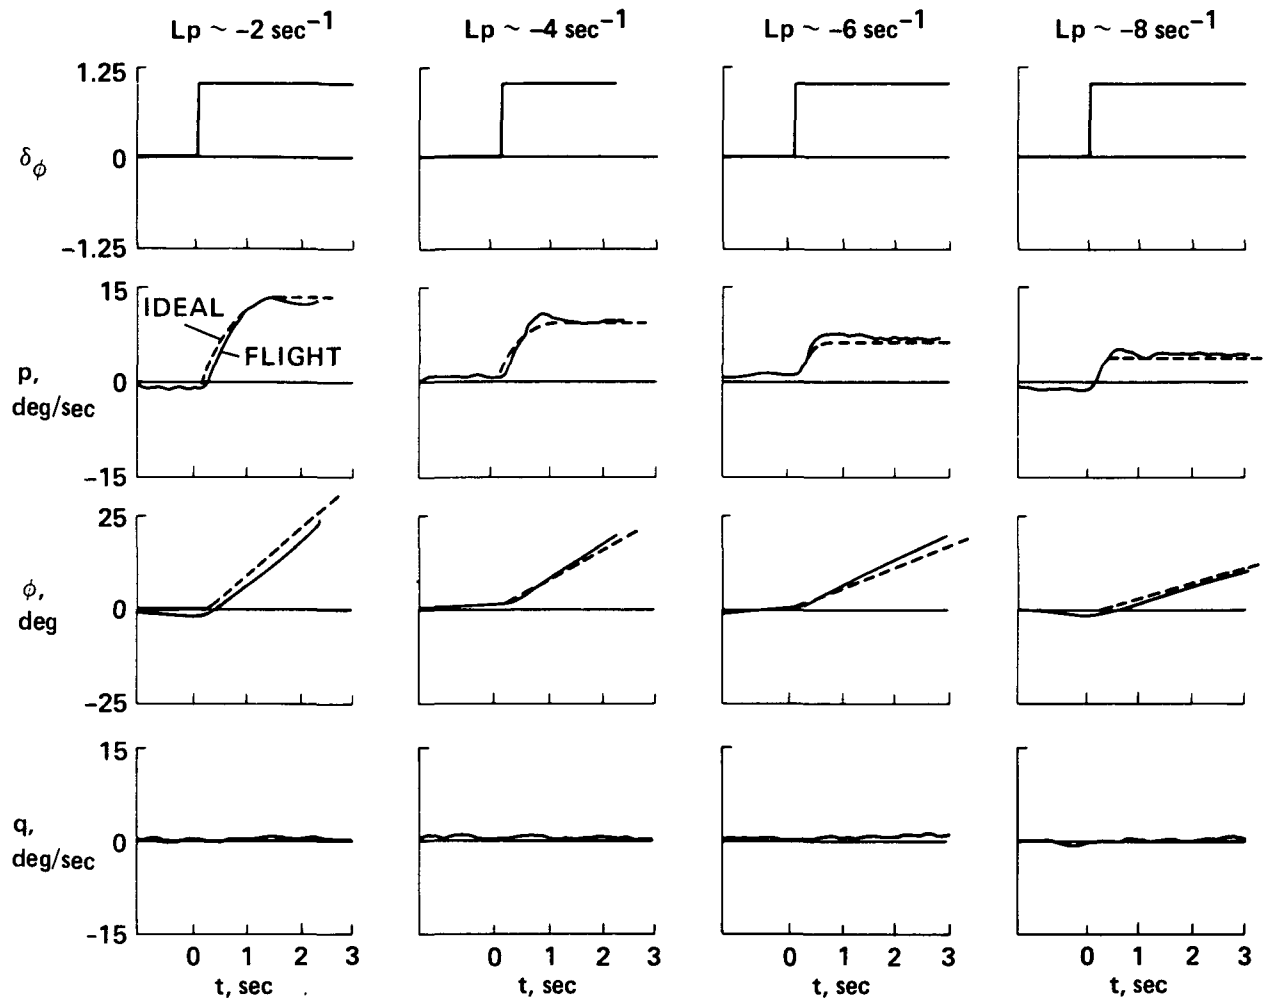 Lp ~ −2 sec⁻¹ Lp ~ −4 sec⁻¹ Lp ~ −6 sec⁻¹ Lp ~ −8 sec⁻¹
1.25
δϕ 0
−1.25
15
IDEAL
FLIGHT
p, 0
deg/sec
−15
25
ϕ, 0
deg
−25
15
q, 0
deg/sec
−15
0 1 2 3 0 1 2 3 0 1 2 3 0 1 2 3
t, sec t, sec t, sec t, sec